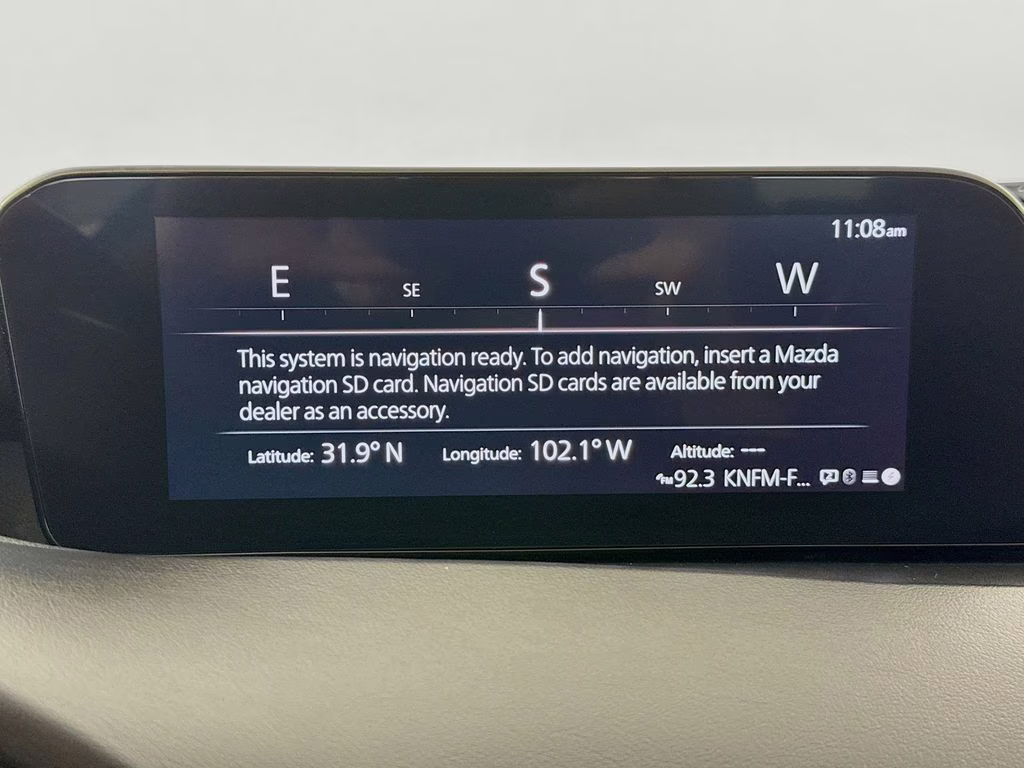 11:08am
E SE S SW W
This system is navigation ready. To add navigation, insert a Mazda
navigation SD card. Navigation SD cards are available from your
dealer as an accessory.
Latitude: 31.9° N Longitude: 102.1° W Altitude: ---
FM 92.3 KNFM-F...